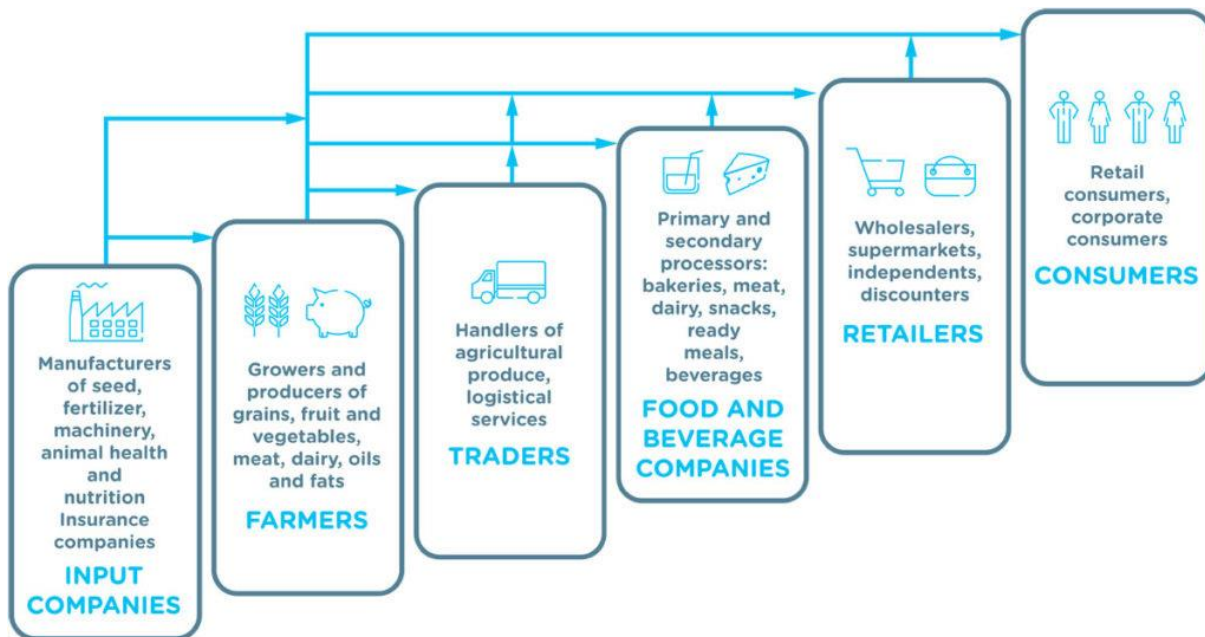 Manufacturers
of seed,
fertilizer,
machinery,
animal health
and
nutrition
Insurance
companies
INPUT
COMPANIES
Growers and
producers of
grains, fruit and
vegetables,
meat, dairy, oils
and fats
FARMERS
Handlers of
agricultural
produce,
logistical
services
TRADERS
Primary and
secondary
processors:
bakeries, meat,
dairy, snacks,
ready
meals,
beverages
FOOD AND
BEVERAGE
COMPANIES
Wholesalers,
supermarkets,
independents,
discounters
RETAILERS
Retail
consumers,
corporate
consumers
CONSUMERS